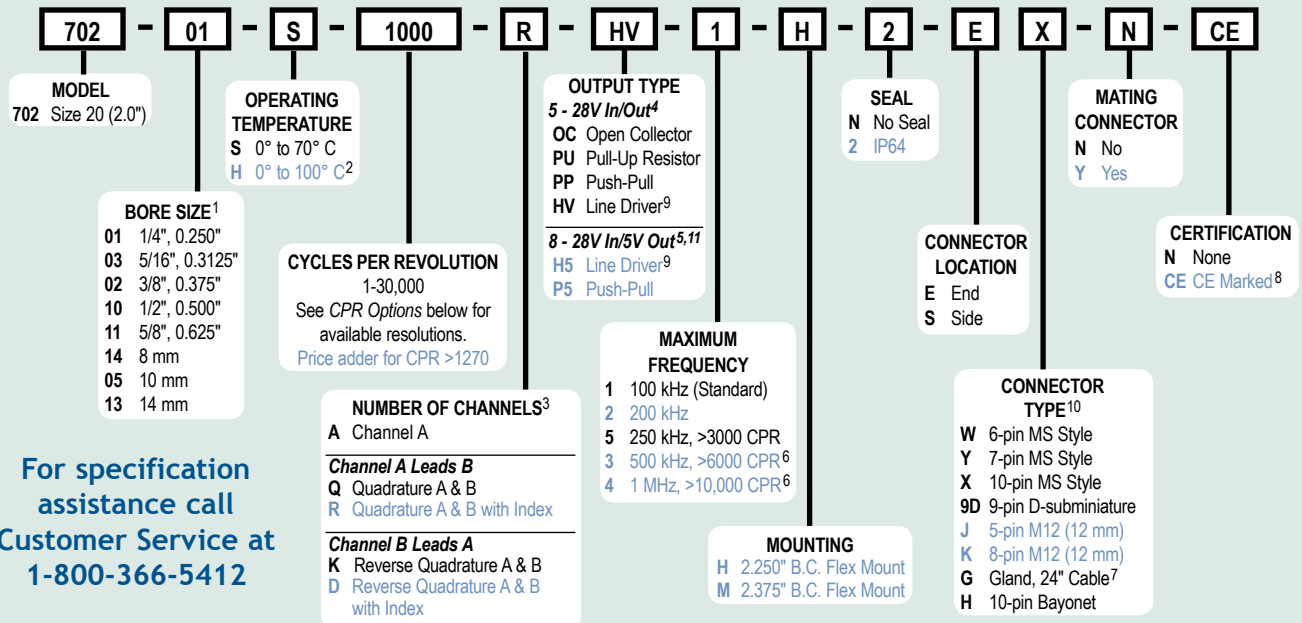 702 - 01 - S - 1000 - R - HV - 1 - H - 2 - E X - N - CE
MODEL
702 Size 20 (2.0")
BORE SIZE1
01 1/4", 0.250"
03 5/16", 0.3125"
02 3/8", 0.375"
10 1/2", 0.500"
11 5/8", 0.625"
14 8 mm
05 10 mm
13 14 mm
OPERATING
TEMPERATURE
S 0° to 70° C
H 0° to 100° C2
CYCLES PER REVOLUTION
1-30,000
See CPR Options below for
available resolutions.
Price adder for CPR >1270
NUMBER OF CHANNELS3
A Channel A
Channel A Leads B
Q Quadrature A & B
R Quadrature A & B with Index
Channel B Leads A
K Reverse Quadrature A & B
D Reverse Quadrature A & B
with Index
OUTPUT TYPE
5 - 28V In/Out4
OC Open Collector
PU Pull-Up Resistor
PP Push-Pull
HV Line Driver9
8 - 28V In/5V Out5,11
H5 Line Driver9
P5 Push-Pull
MAXIMUM
FREQUENCY
1 100 kHz (Standard)
2 200 kHz
5 250 kHz, >3000 CPR
3 500 kHz, >6000 CPR6
4 1 MHz, >10,000 CPR6
MOUNTING
H 2.250" B.C. Flex Mount
M 2.375" B.C. Flex Mount
SEAL
N No Seal
2 IP64
CONNECTOR
LOCATION
E End
S Side
CONNECTOR
TYPE10
W 6-pin MS Style
Y 7-pin MS Style
X 10-pin MS Style
9D 9-pin D-subminiature
J 5-pin M12 (12 mm)
K 8-pin M12 (12 mm)
G Gland, 24" Cable7
H 10-pin Bayonet
MATING
CONNECTOR
N No
Y Yes
CERTIFICATION
N None
CE CE Marked8
For specification
assistance call
Customer Service at
1-800-366-5412